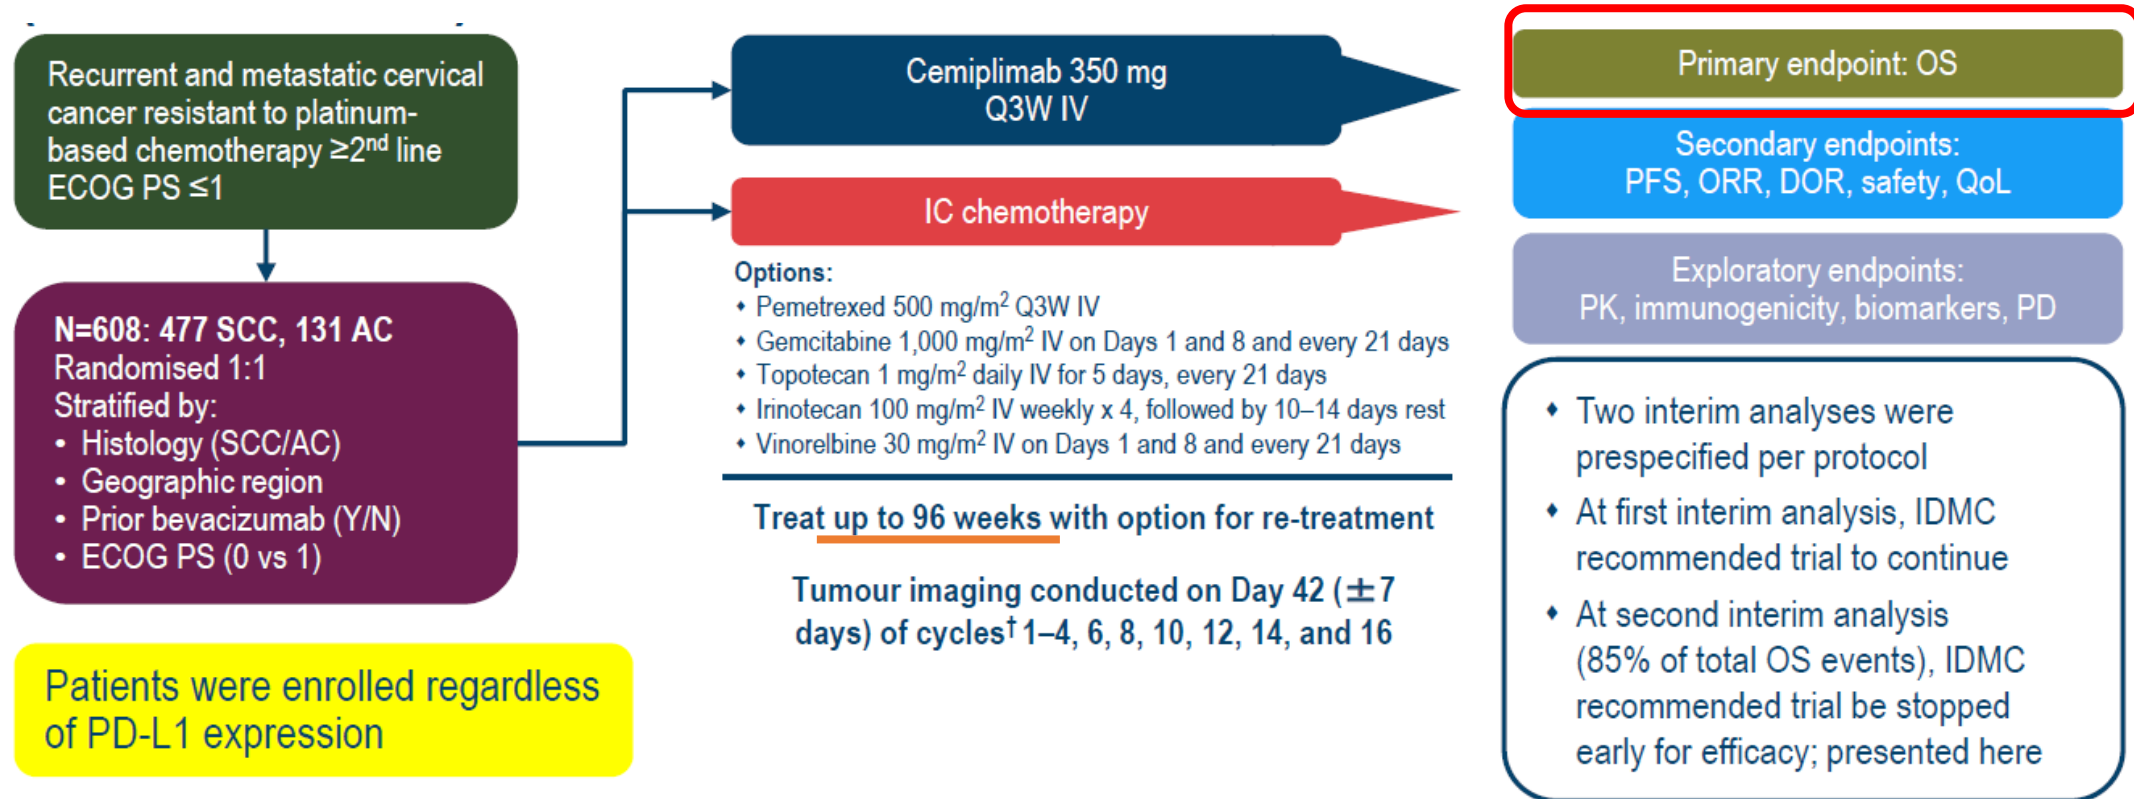 Recurrent and metastatic cervical
cancer resistant to platinum-
based chemotherapy ≥2nd line
ECOG PS ≤1
N=608: 477 SCC, 131 AC
Randomised 1:1
Stratified by:
• Histology (SCC/AC)
• Geographic region
• Prior bevacizumab (Y/N)
• ECOG PS (0 vs 1)
Patients were enrolled regardless
of PD-L1 expression
Cemiplimab 350 mg
Q3W IV
IC chemotherapy
Options:
⬩ Pemetrexed 500 mg/m2 Q3W IV
⬩ Gemcitabine 1,000 mg/m2 IV on Days 1 and 8 and every 21 days
⬩ Topotecan 1 mg/m2 daily IV for 5 days, every 21 days
⬩ Irinotecan 100 mg/m2 IV weekly x 4, followed by 10–14 days rest
⬩ Vinorelbine 30 mg/m2 IV on Days 1 and 8 and every 21 days
Treat up to 96 weeks with option for re-treatment
Tumour imaging conducted on Day 42 (±7
days) of cycles† 1–4, 6, 8, 10, 12, 14, and 16
Primary endpoint: OS
Secondary endpoints:
PFS, ORR, DOR, safety, QoL
Exploratory endpoints:
PK, immunogenicity, biomarkers, PD
⬩ Two interim analyses were
prespecified per protocol
⬩ At first interim analysis, IDMC
recommended trial to continue
⬩ At second interim analysis
(85% of total OS events), IDMC
recommended trial be stopped
early for efficacy; presented here